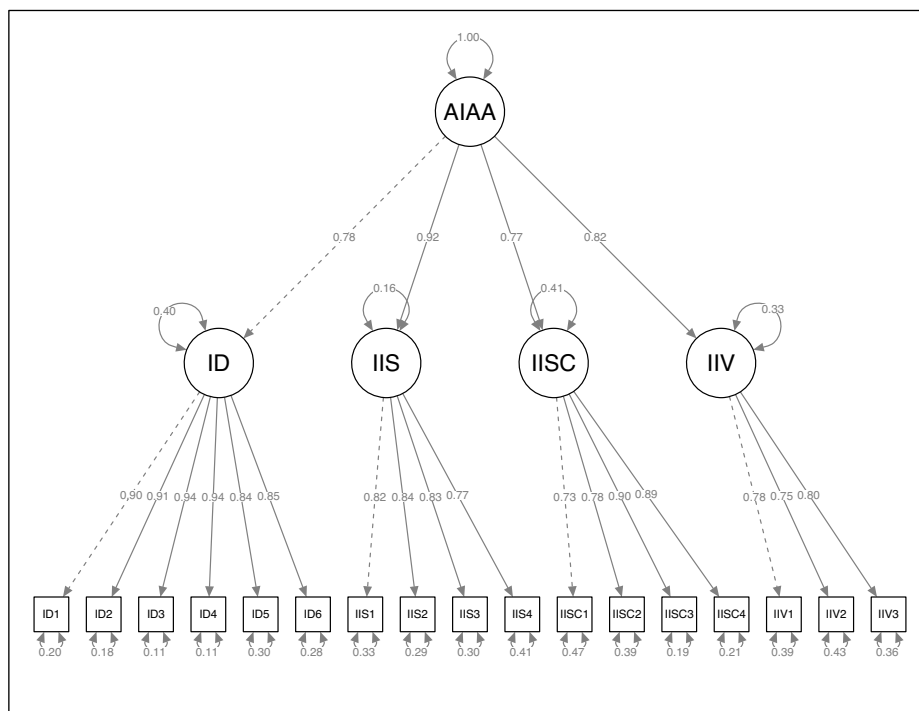 1.00
AIAA
0.78 0.92 0.77 0.82
0.40 0.16 0.41 0.33
ID IIS IISC IIV
0.90 0.91 0.94 0.94 0.84 0.85 0.82 0.84 0.83 0.77 0.73 0.78 0.90 0.89 0.78 0.75 0.80
ID1 ID2 ID3 ID4 ID5 ID6 IIS1 IIS2 IIS3 IIS4 IISC1 IISC2 IISC3 IISC4 IIV1 IIV2 IIV3
0.20 0.18 0.11 0.11 0.30 0.28 0.33 0.29 0.30 0.41 0.47 0.39 0.19 0.21 0.39 0.43 0.36